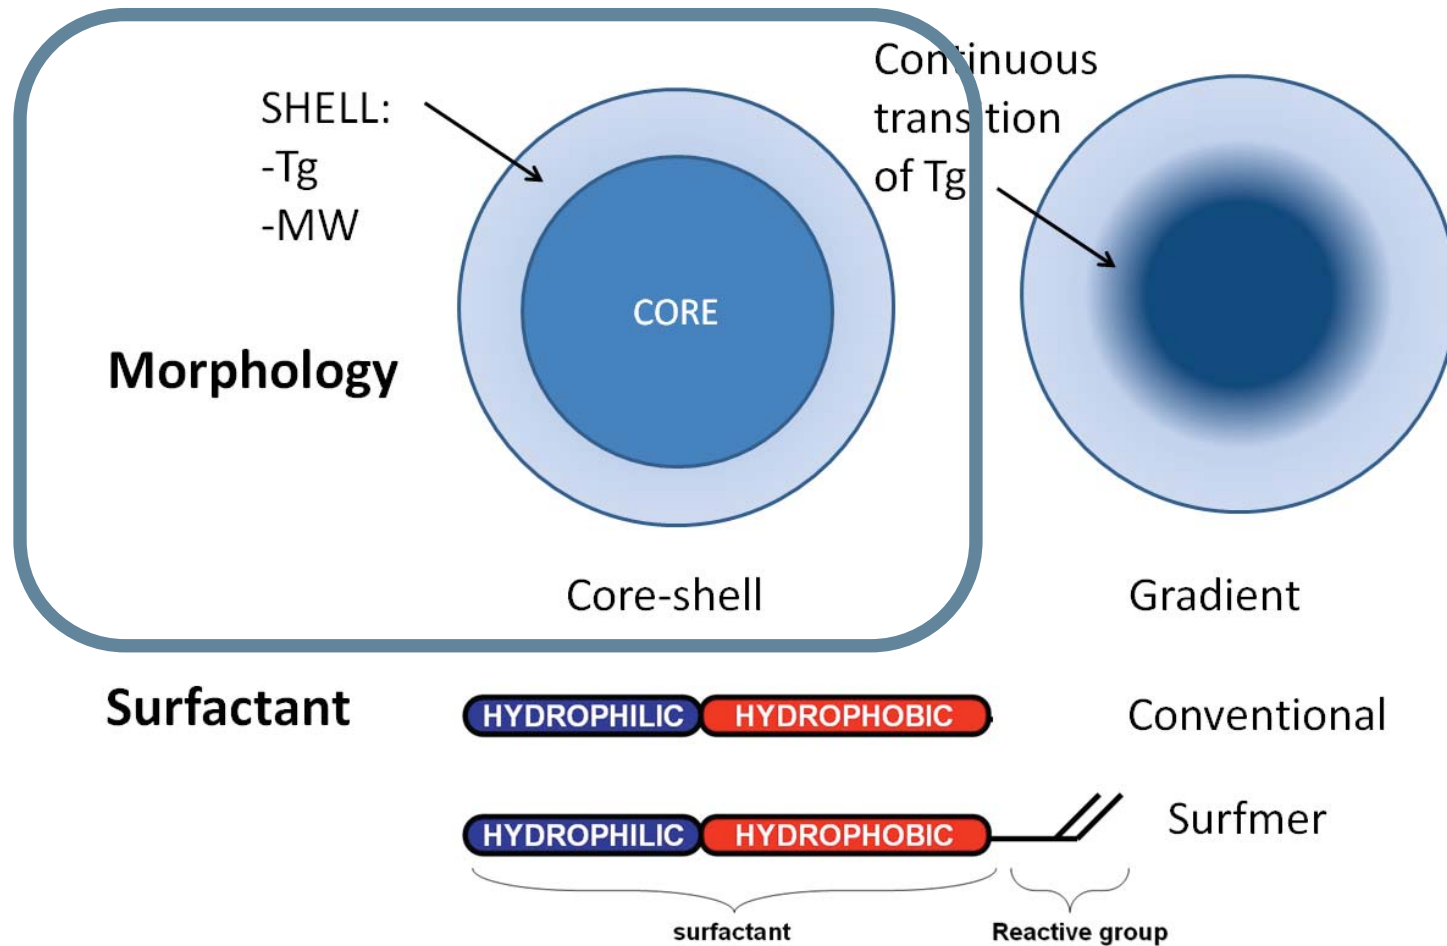 SHELL:
-Tg
-MW
Continuous
transition
of Tg
CORE
Morphology
Core-shell
Gradient
Surfactant
HYDROPHILIC HYDROPHOBIC
Conventional
HYDROPHILIC HYDROPHOBIC
Surfmer
surfactant
Reactive group